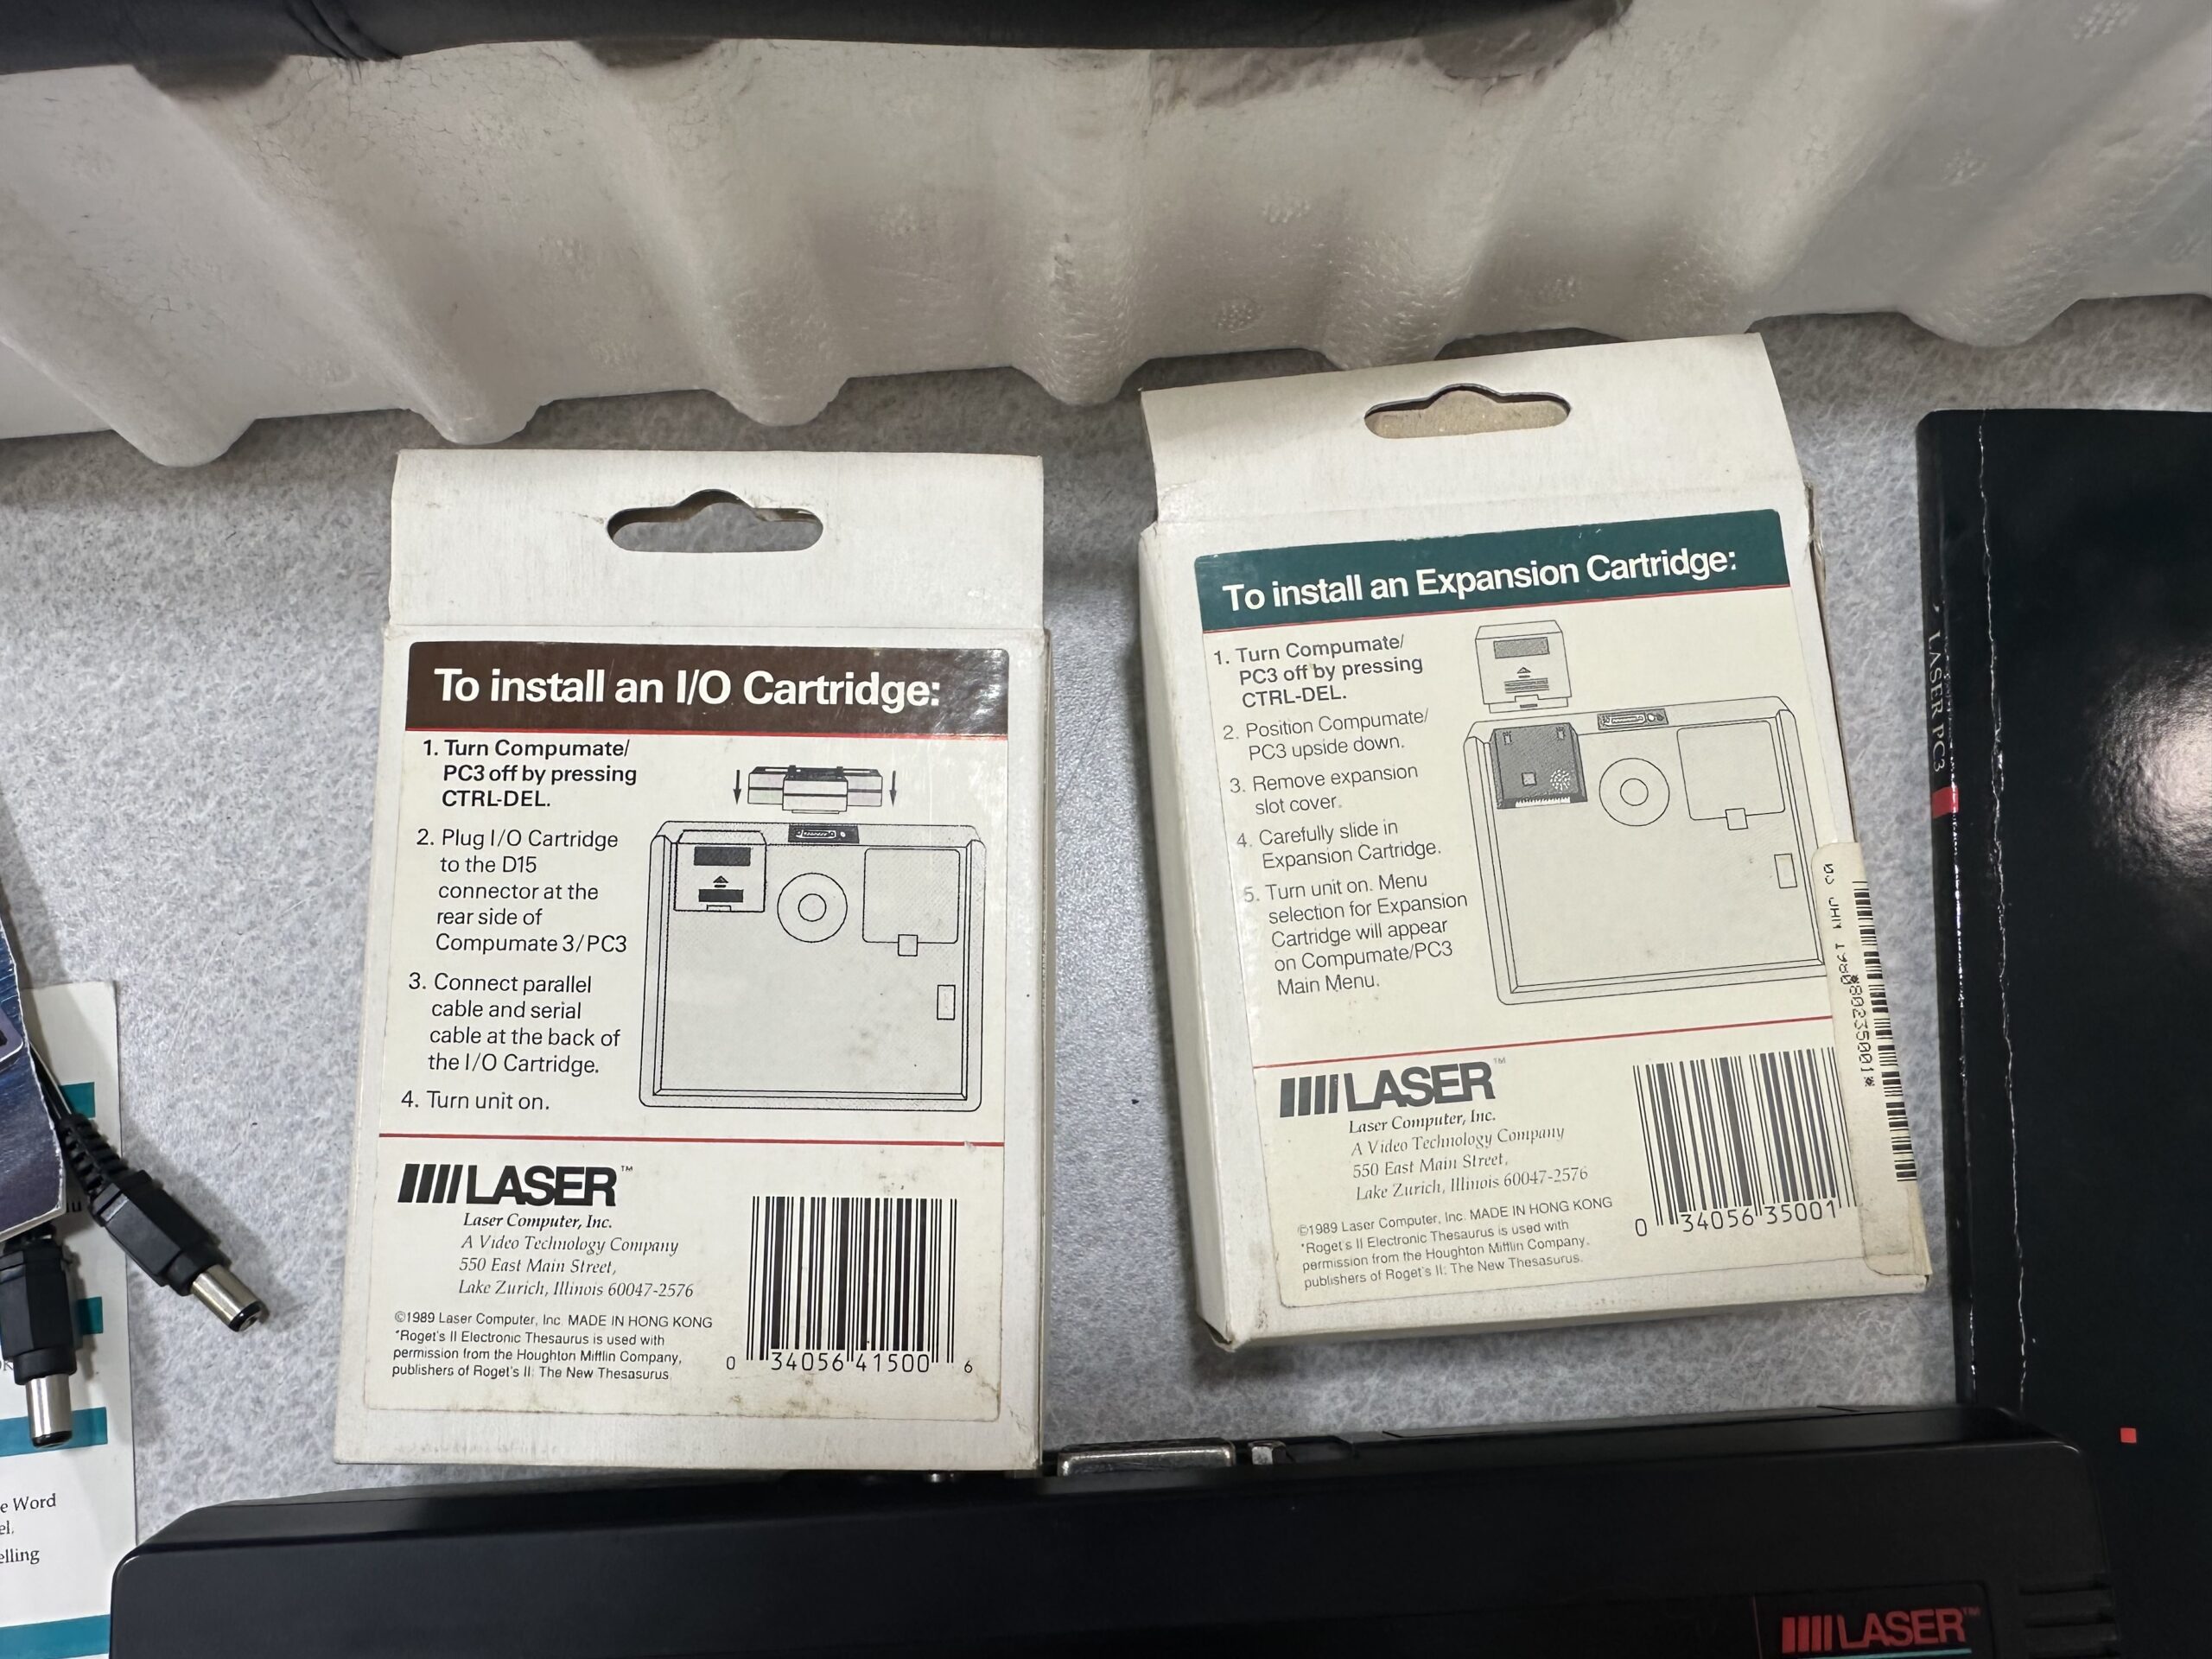 To install an I/O Cartridge:
1. Turn Compumate/
PC3 off by pressing
CTRL-DEL.
2. Plug I/O Cartridge
to the D15
connector at the
rear side of
Compumate 3/PC3
3. Connect parallel
cable and serial
cable at the back of
the I/O Cartridge.
4. Turn unit on.
LASER™
Laser Computer, Inc.
A Video Technology Company
550 East Main Street,
Lake Zurich, Illinois 60047-2576
©1989 Laser Computer, Inc. MADE IN HONG KONG
*Roget's II Electronic Thesaurus is used with
permission from the Houghton Mifflin Company,
publishers of Roget's II: The New Thesaurus.
0 34056 41500 6
To install an Expansion Cartridge:
1. Turn Compumate/
PC3 off by pressing
CTRL-DEL.
2. Position Compumate/
PC3 upside down.
3. Remove expansion
slot cover.
4. Carefully slide in
Expansion Cartridge.
5. Turn unit on. Menu
selection for Expansion
Cartridge will appear
on Compumate/PC3
Main Menu.
LASER™
Laser Computer, Inc.
A Video Technology Company
550 East Main Street,
Lake Zurich, Illinois 60047-2576
©1989 Laser Computer, Inc. MADE IN HONG KONG
*Roget's II Electronic Thesaurus is used with
permission from the Houghton Mifflin Company,
publishers of Roget's II: The New Thesaurus.
0 34056 35001
*80235001*
LASER PC3
e Word
el.
elling
LASER™